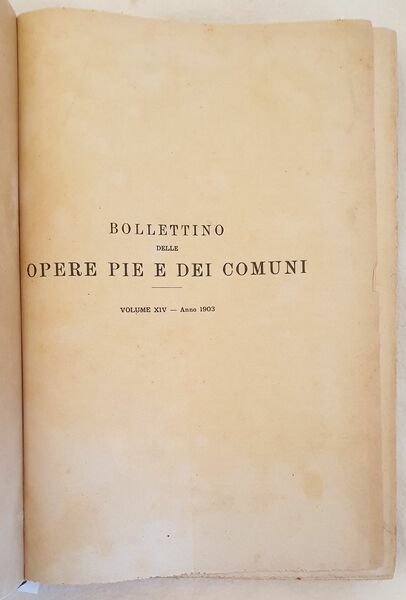 BOLLETTINO
DELLE
OPERE PIE E DEI COMUNI
VOLUME XIV — Anno 1903